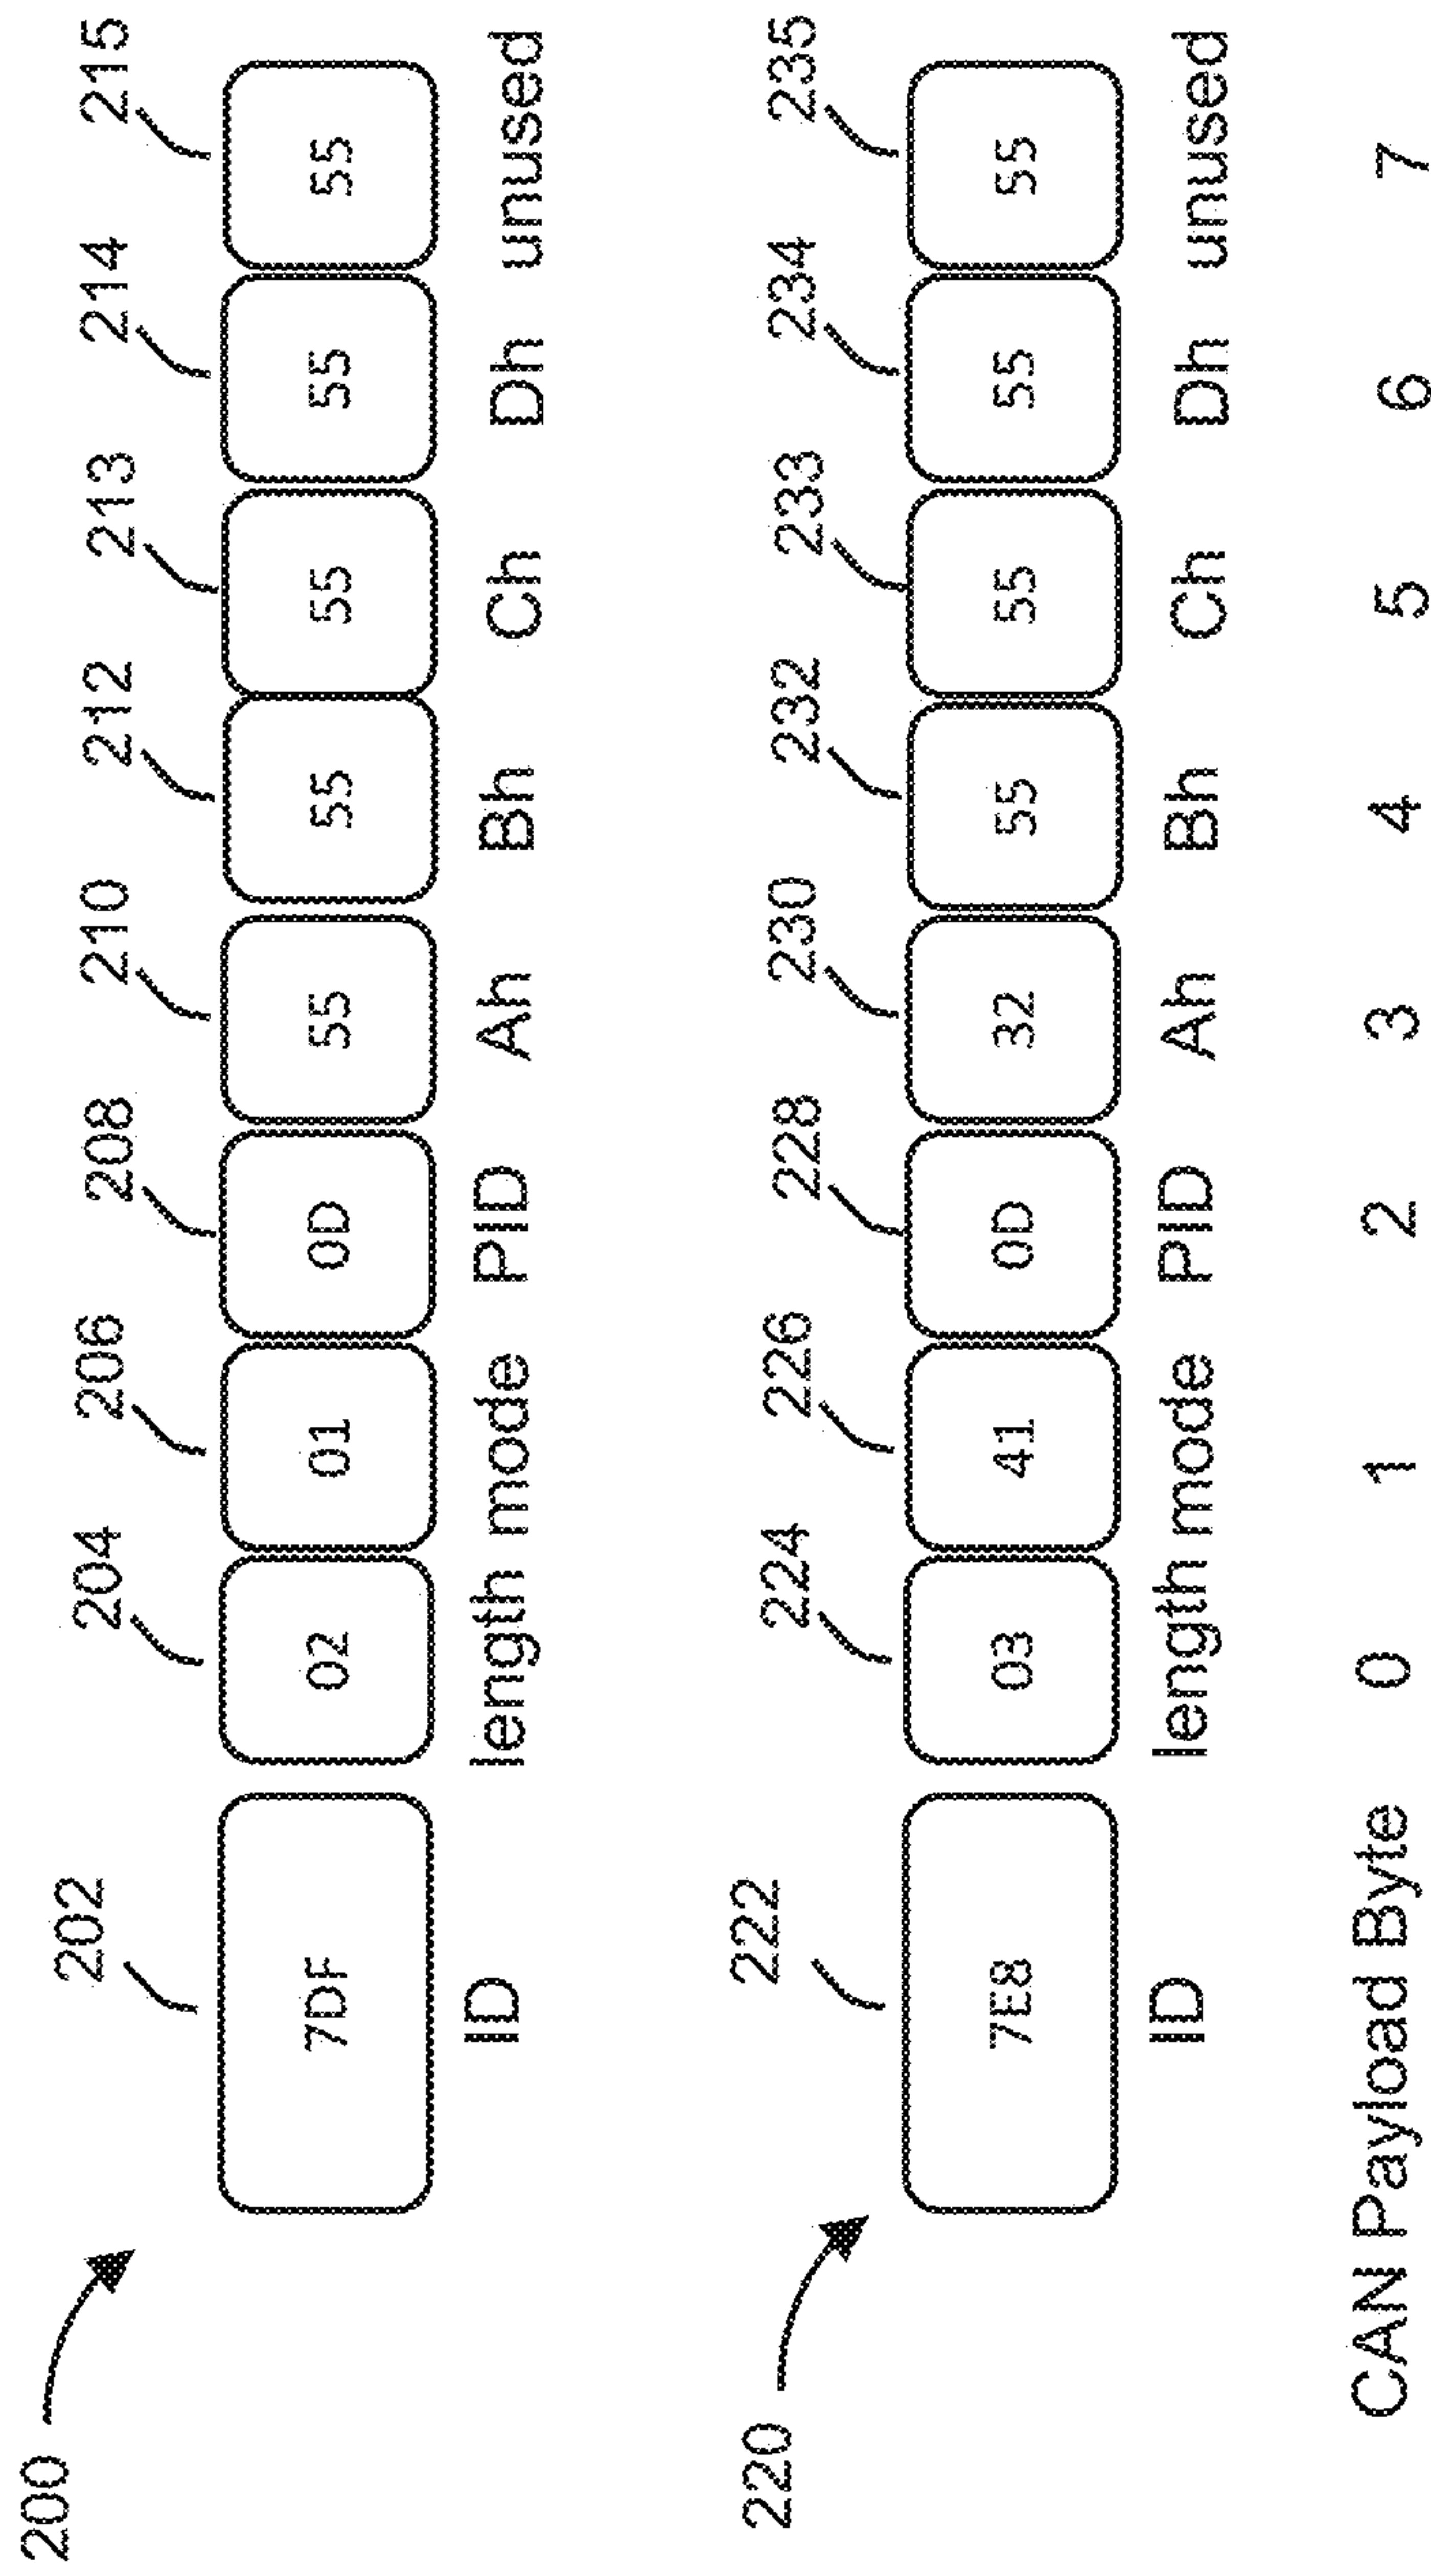 200 202 204 206 208 210 212 213 214 215
7DF 02 01 0D 55 55 55 55 55
ID length mode PID Ah Bh Ch Dh unused
220 222 224 226 228 230 232 233 234 235
7E8 03 41 0D 32 55 55 55 55
ID length mode PID Ah Bh Ch Dh unused
CAN Payload Byte 0 1 2 3 4 5 6 7